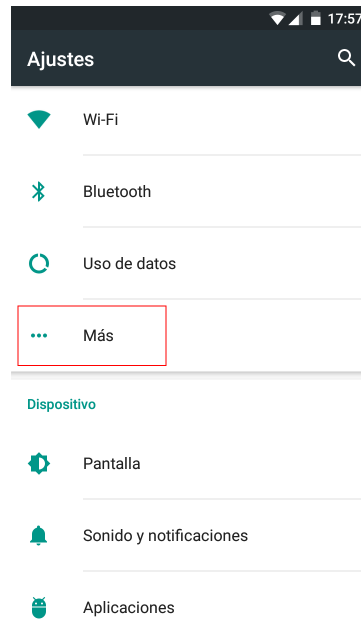 17:57
Ajustes
Wi-Fi
Bluetooth
Uso de datos
Más
Dispositivo
Pantalla
Sonido y notificaciones
Aplicaciones